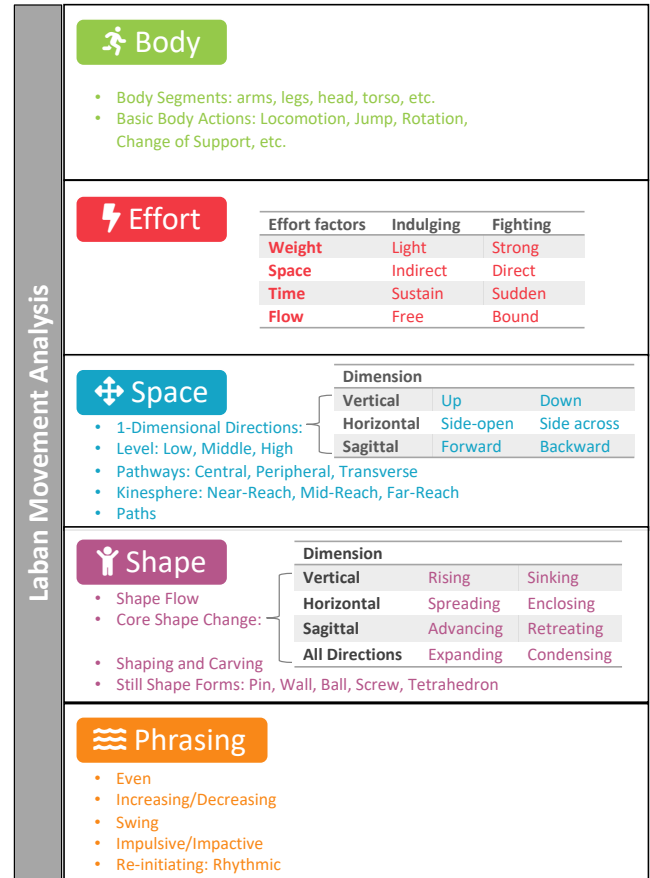 Laban Movement Analysis
Body
• Body Segments: arms, legs, head, torso, etc.
• Basic Body Actions: Locomotion, Jump, Rotation,
Change of Support, etc.
Effort
Effort factors Indulging Fighting
Weight Light Strong
Space Indirect Direct
Time Sustain Sudden
Flow Free Bound
Space
Dimension
Vertical Up Down
Horizontal Side-open Side across
Sagittal Forward Backward
• 1-Dimensional Directions:
• Level: Low, Middle, High
• Pathways: Central, Peripheral, Transverse
• Kinesphere: Near-Reach, Mid-Reach, Far-Reach
• Paths
Shape
Dimension
Vertical Rising Sinking
Horizontal Spreading Enclosing
Sagittal Advancing Retreating
All Directions Expanding Condensing
• Shape Flow
• Core Shape Change:
• Shaping and Carving
• Still Shape Forms: Pin, Wall, Ball, Screw, Tetrahedron
Phrasing
• Even
• Increasing/Decreasing
• Swing
• Impulsive/Impactive
• Re-initiating: Rhythmic